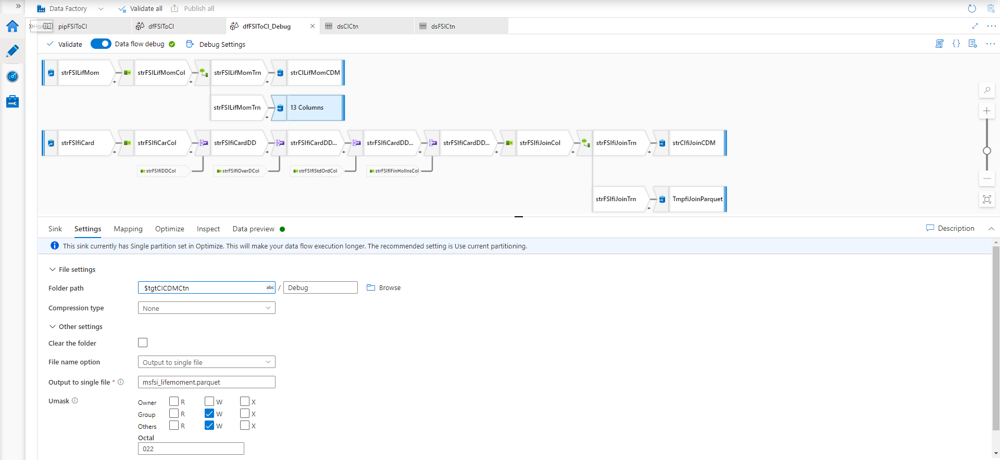 Data Factory Validate all Publish all
Home
pipFSIToCI dfFSIToCI dfFSIToCI_Debug dsCICtn dsFSICtn
Validate Data flow debug Debug Settings
strFSILifMom strFSILifMomCol strFSILifMomTrn strCILifMomCDM
strFSILifMomTrn 13 Columns
strFSIfiCard strFSIfiCarCol strFSIfiCardDD strFSIfiCardDD... strFSIfiCardDD... strFSIfiCardDD... strFSIfiJoinCol strFSIfiJoinTrn strCIfiJoinCDM
strFSIfiDDCol strFSIfiOverDCol strFSIfiStdOrdCol strFSIfiFinHolInsCol
strFSIfiJoinTrn TmpfiJoinParquet
Sink Settings Mapping Optimize Inspect Data preview Description
This sink currently has Single partition set in Optimize. This will make your data flow execution longer. The recommended setting is Use current partitioning.
File settings
Folder path $tgtCICDMCtn abc / Debug Browse
Compression type None
Other settings
Clear the folder
File name option Output to single file
Output to single file * msfsi_lifemoment.parquet
Umask
Owner R W X
Group R W X
Others R W X
Octal
022